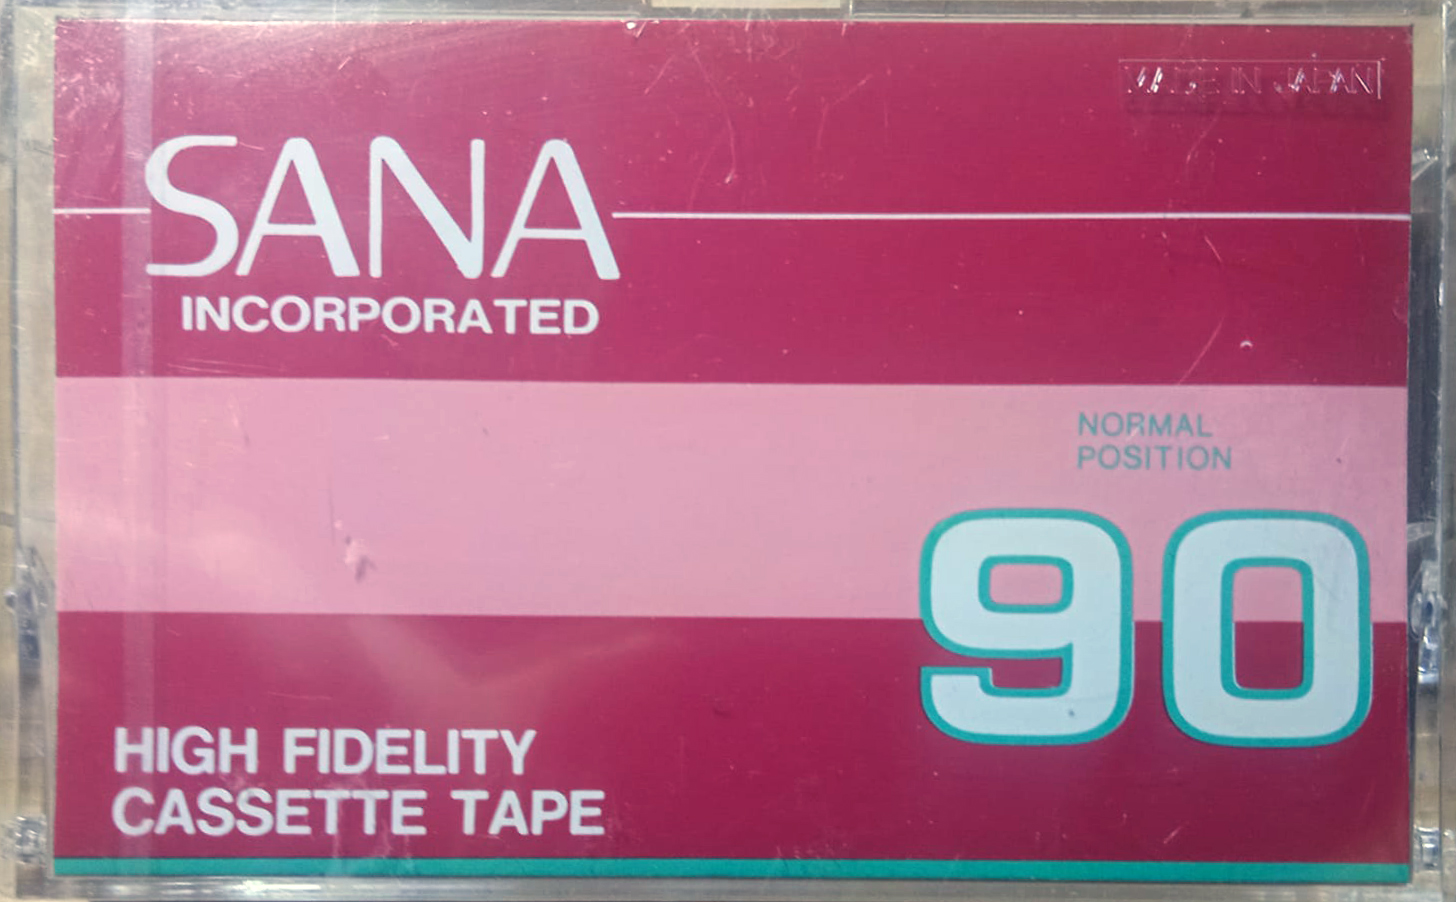 MADE IN JAPAN
SANA
INCORPORATED
NORMAL
POSITION
90
HIGH FIDELITY
CASSETTE TAPE